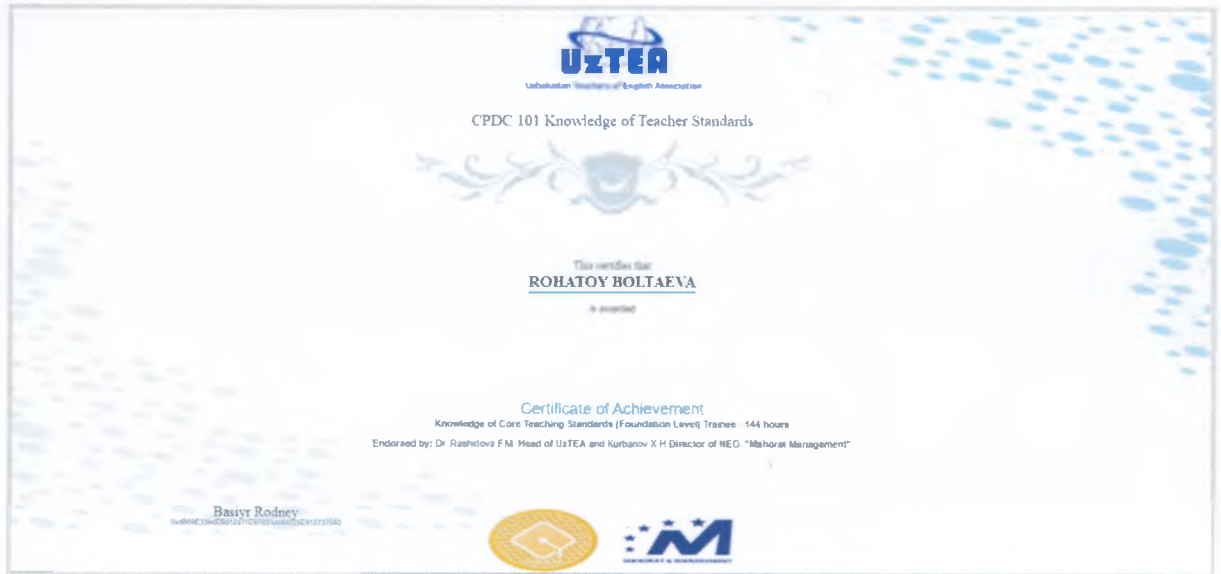 UzTEA
Uzbekistan Teachers of English Association
CPDC 101 Knowledge of Teacher Standards
This certifies that
ROHATOY BOLTAEVA
is awarded
Certificate of Achievement
Knowledge of Core Teaching Standards (Foundation Level) Trainee 144 hours
Endorsed by: Dr Rashidova F.M. Head of UzTEA and Kurbanov X.H Director of NEO. "Mahorat Management"
Basiyr Rodney
M
MAHORAT & MANAGEMENT